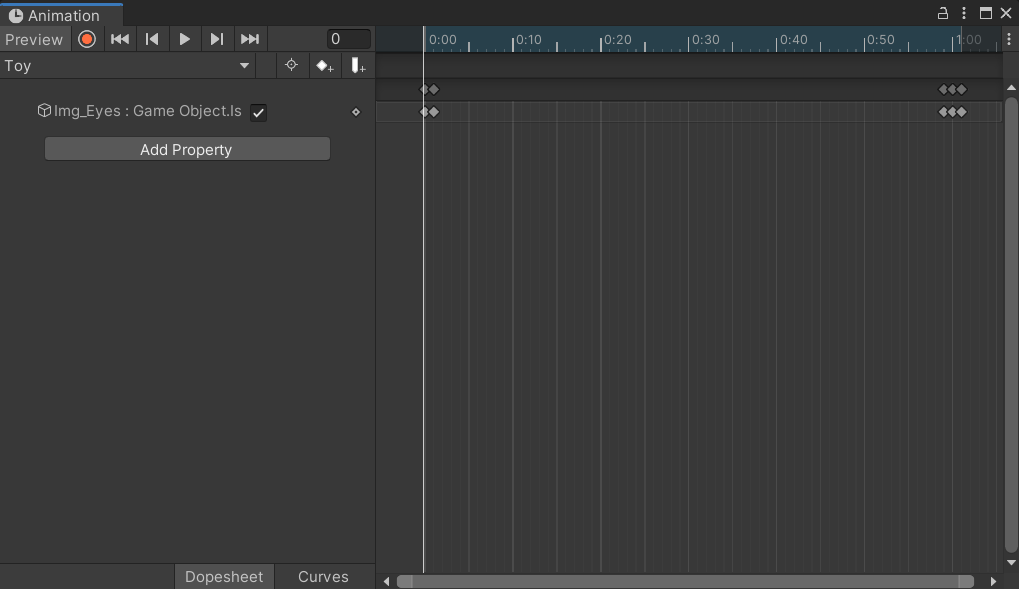 Animation
Preview
0
0:00 0:10 0:20 0:30 0:40 0:50 1:00
Toy
Img_Eyes : Game Object.Is
Add Property
Dopesheet
Curves